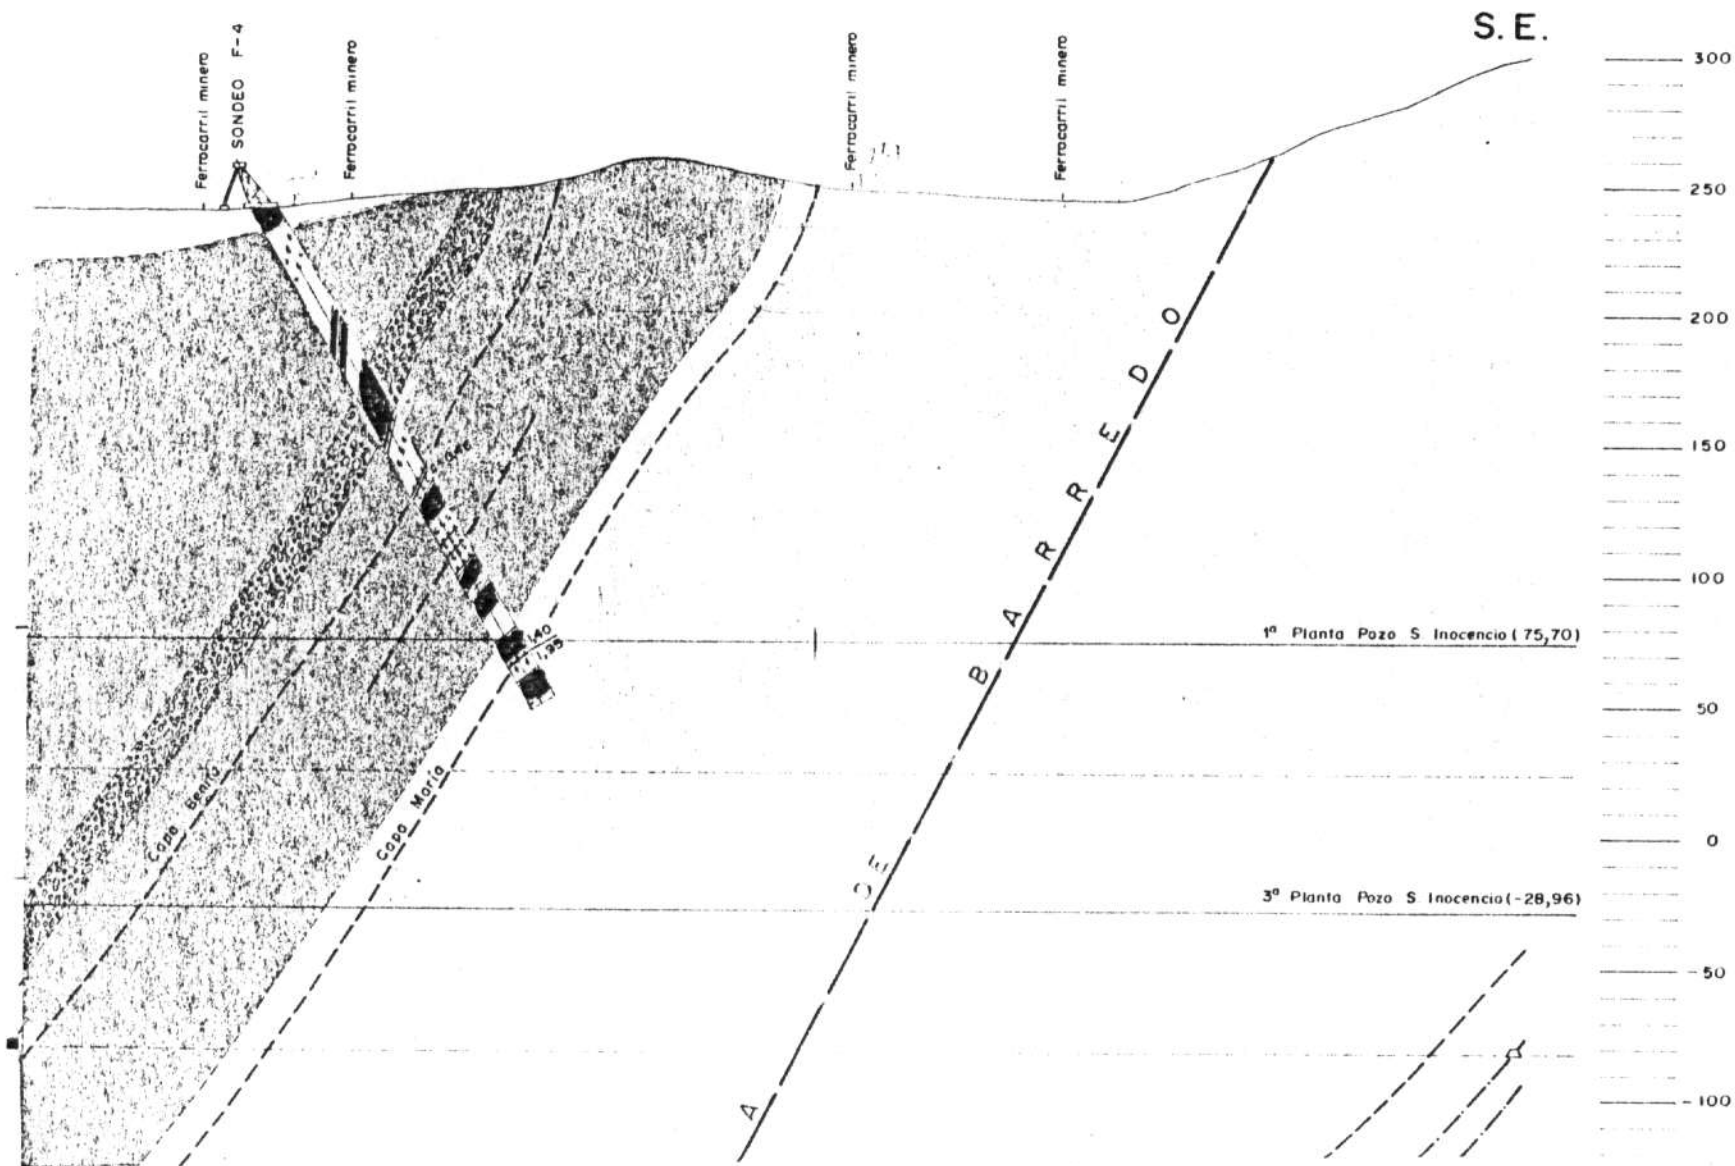 S.E.
Ferrocarril minero
SONDEO F-4
Ferrocarril minero
Ferrocarril minero
Ferrocarril minero
300
250
200
150
100
50
0
-50
-100
1ª Planta Pozo S Inocencio (75,70)
3ª Planta Pozo S Inocencio (-28,96)
1,40
1,95
Capa Benito
Capa María
BARREDO
DE
A